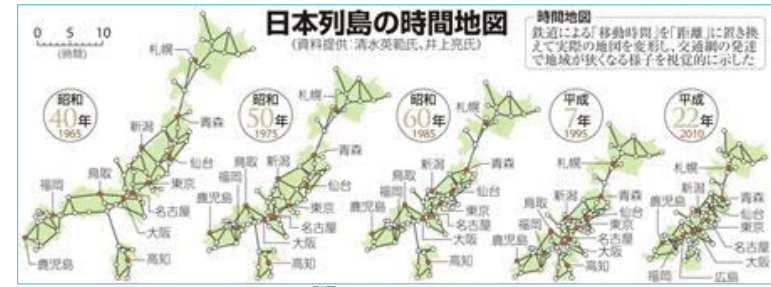 日本列島の時間地図
(資料提供:清水英範氏、井上亮氏)
時間地図
鉄道による「移動時間」を「距離」に置き換
えて実際の地図を変形し、交通網の発達
で地域が狭くなる様子を視覚的に示した
0 5 10
(時間)
昭和
40年
1965
札幌
青森
新潟
仙台
鳥取
東京
福岡
名古屋
大阪
鹿児島
高知
昭和
50年
1975
札幌
青森
新潟
鳥取
仙台
福岡
東京
鹿児島
名古屋
大阪
高知
昭和
60年
1985
札幌
青森
新潟
鳥取
仙台
福岡
東京
鹿児島
名古屋
大阪
高知
平成
7年
1995
札幌
鳥取
新潟
青森
福岡
仙台
東京
名古屋
鹿児島
大阪
高知
平成
22年
2010
札幌
新潟
青森
鹿児島
鳥取
仙台
東京
高知
名古屋
大阪
福岡
広島